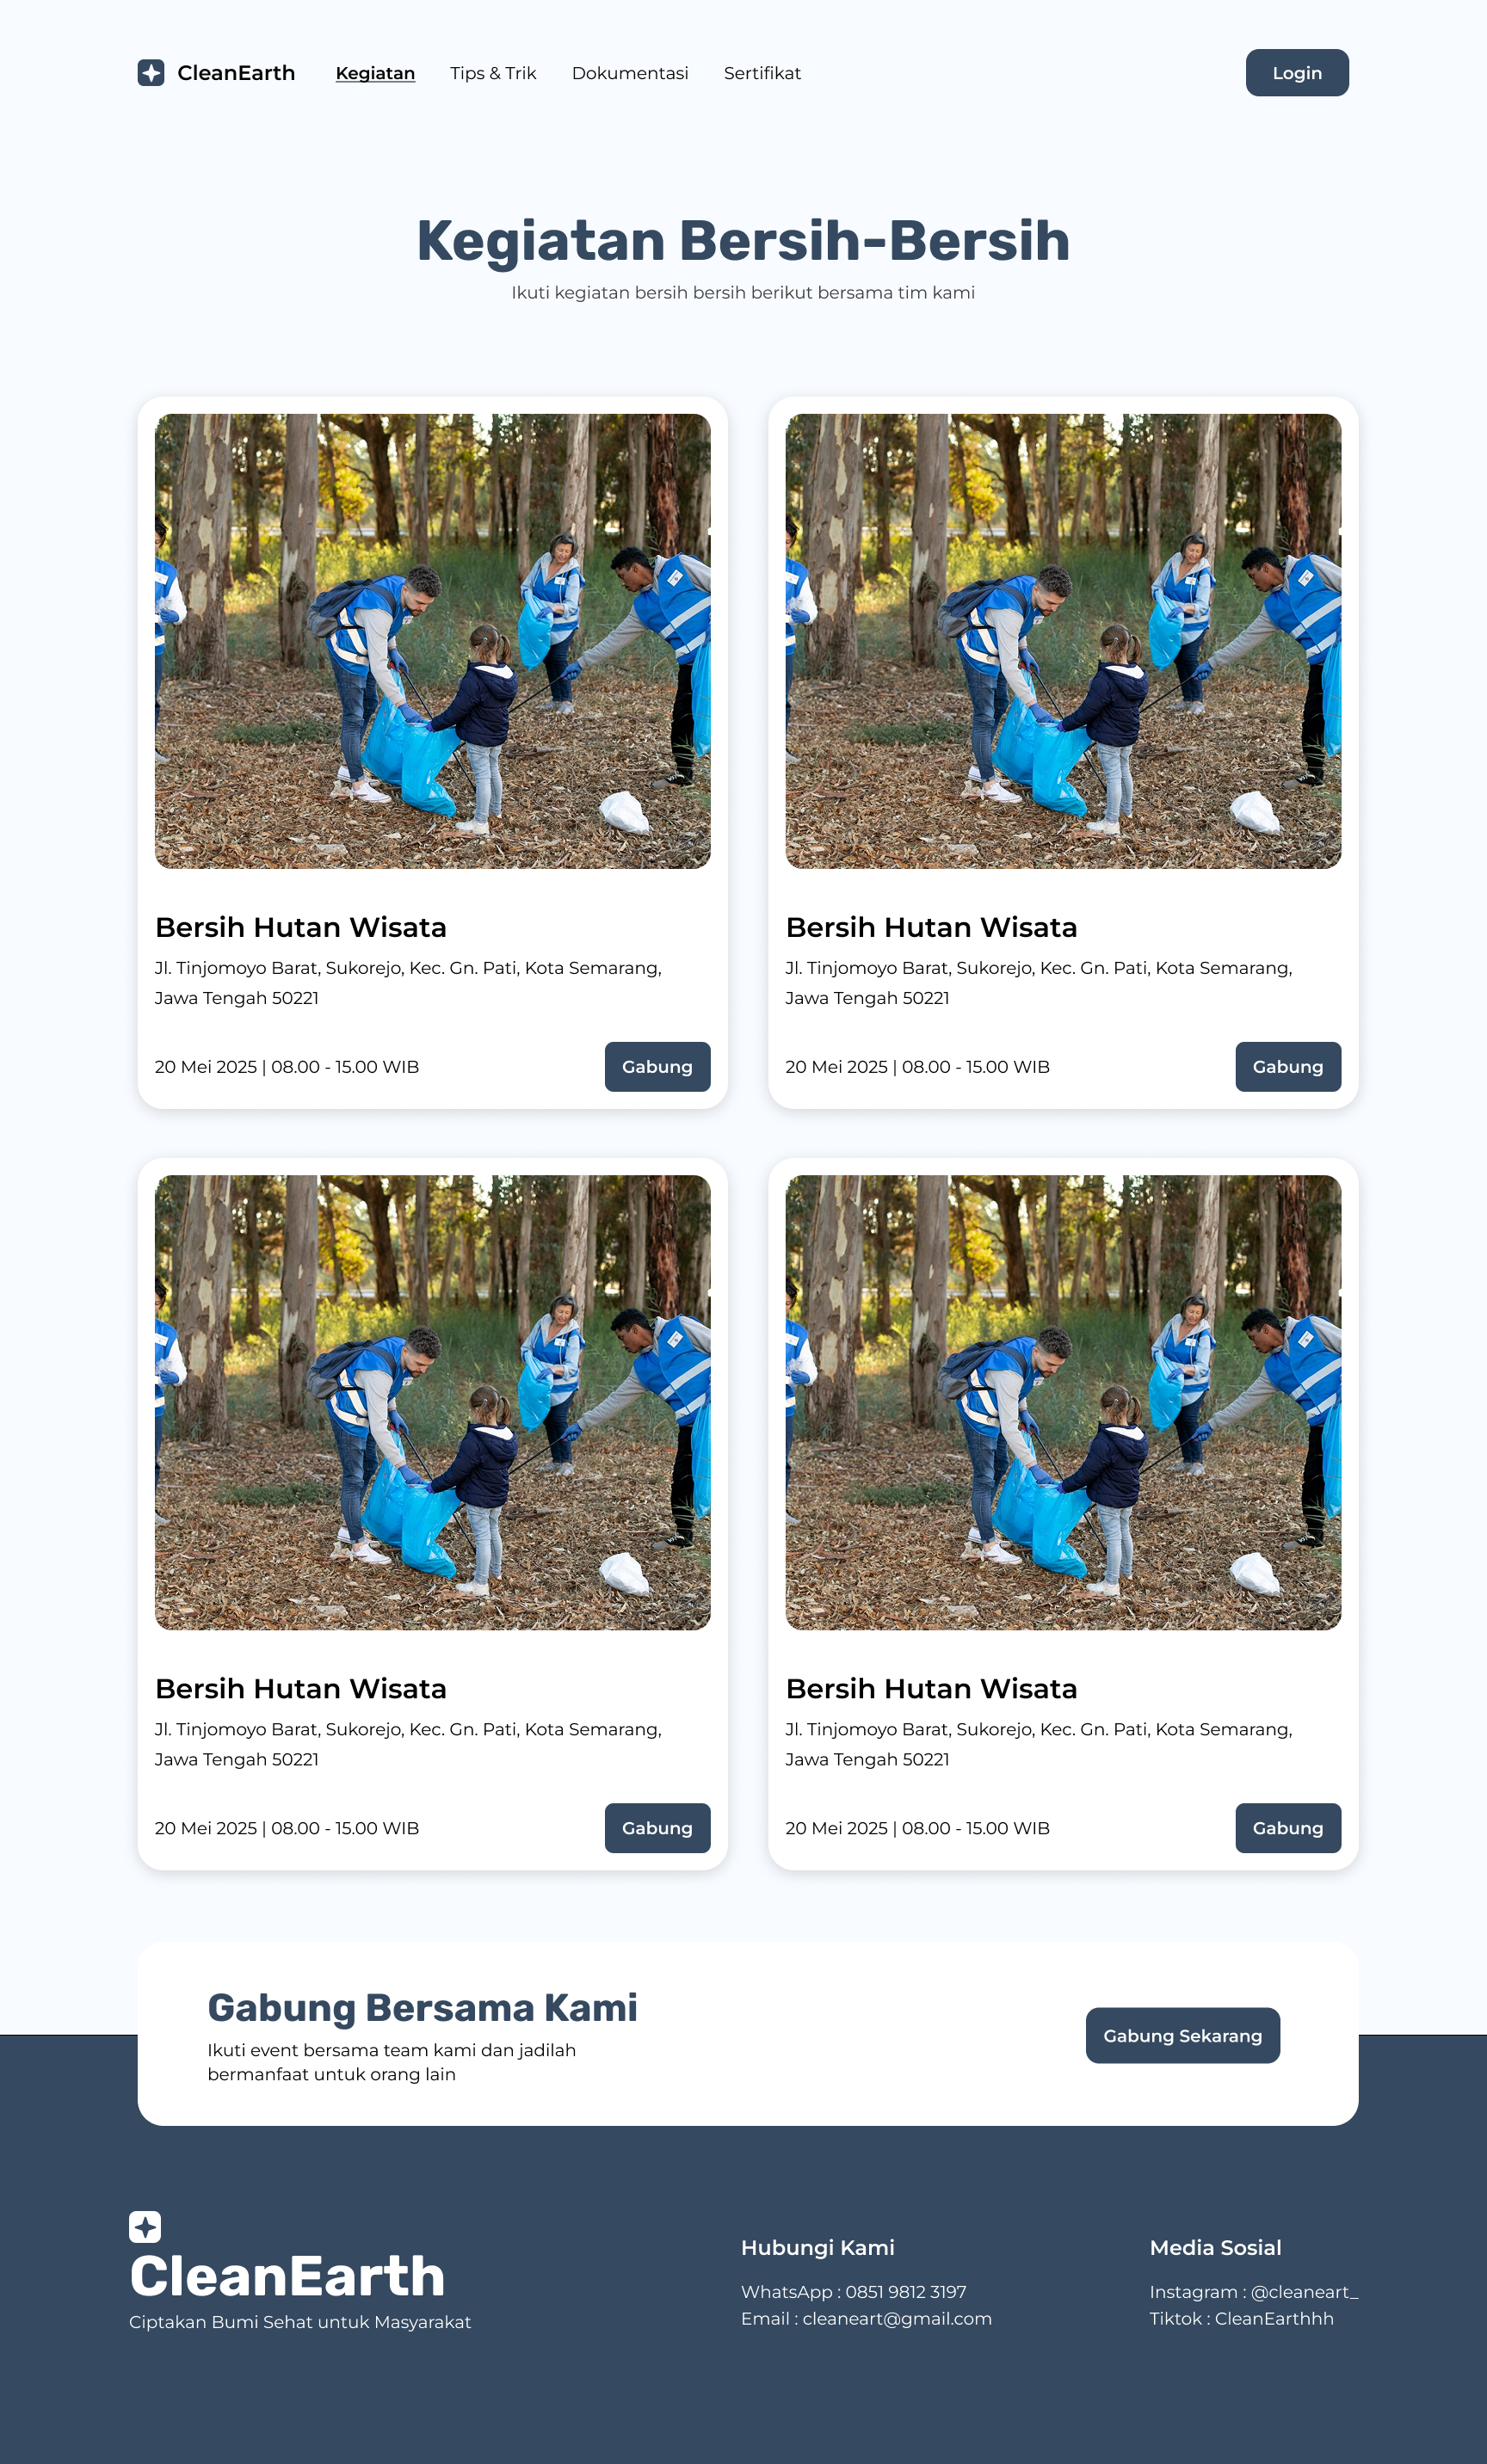 CleanEarth
Kegiatan
Tips & Trik
Dokumentasi
Sertifikat
Login
Kegiatan Bersih-Bersih
Ikuti kegiatan bersih bersih berikut bersama tim kami
Bersih Hutan Wisata
Jl. Tinjomoyo Barat, Sukorejo, Kec. Gn. Pati, Kota Semarang,
Jawa Tengah 50221
20 Mei 2025 | 08.00 - 15.00 WIB
Gabung
Bersih Hutan Wisata
Jl. Tinjomoyo Barat, Sukorejo, Kec. Gn. Pati, Kota Semarang,
Jawa Tengah 50221
20 Mei 2025 | 08.00 - 15.00 WIB
Gabung
Bersih Hutan Wisata
Jl. Tinjomoyo Barat, Sukorejo, Kec. Gn. Pati, Kota Semarang,
Jawa Tengah 50221
20 Mei 2025 | 08.00 - 15.00 WIB
Gabung
Bersih Hutan Wisata
Jl. Tinjomoyo Barat, Sukorejo, Kec. Gn. Pati, Kota Semarang,
Jawa Tengah 50221
20 Mei 2025 | 08.00 - 15.00 WIB
Gabung
Gabung Bersama Kami
Ikuti event bersama team kami dan jadilah
bermanfaat untuk orang lain
Gabung Sekarang
CleanEarth
Ciptakan Bumi Sehat untuk Masyarakat
Hubungi Kami
WhatsApp : 0851 9812 3197
Email : cleaneart@gmail.com
Media Sosial
Instagram : @cleaneart_
Tiktok : CleanEarthhh